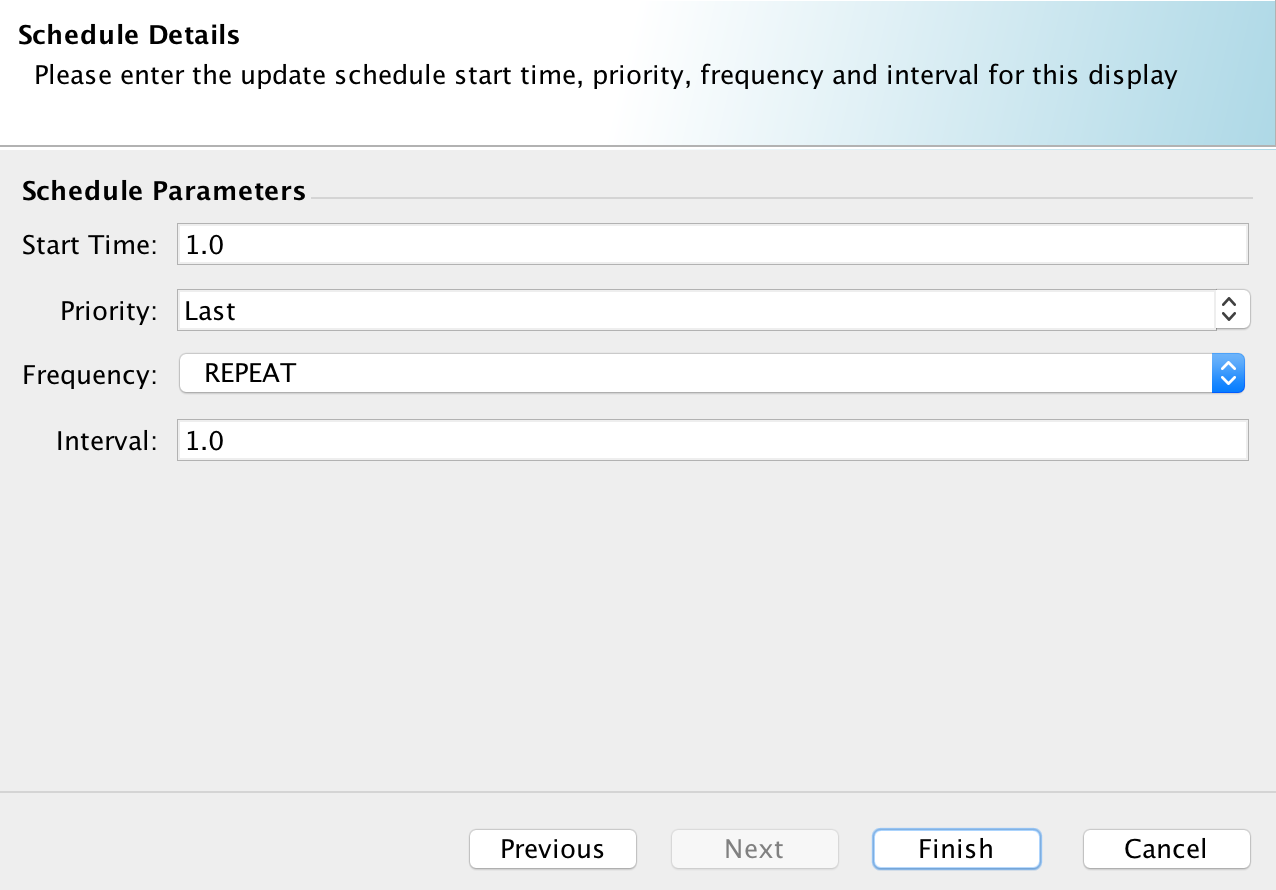 Schedule Details
Please enter the update schedule start time, priority, frequency and interval for this display
Schedule Parameters
Start Time: 1.0
Priority: Last
Frequency: REPEAT
Interval: 1.0
Previous Next Finish Cancel